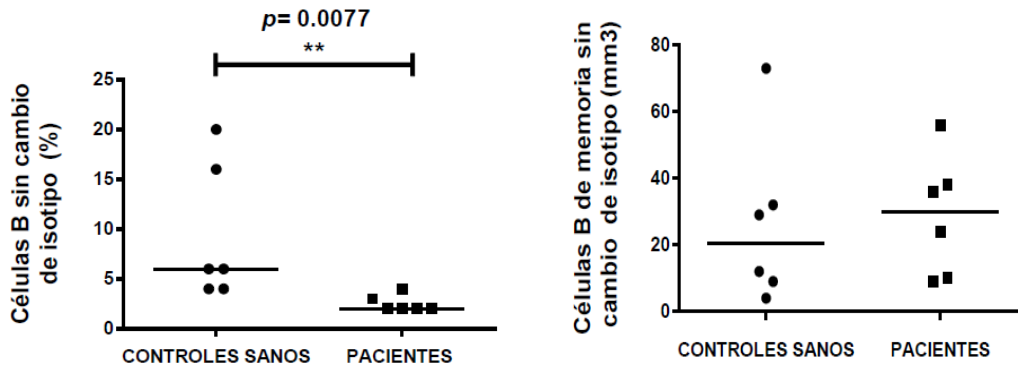 p= 0.0077
**
Células B sin cambio
de isotipo (%)
25
20
15
10
5
0
CONTROLES SANOS
PACIENTES
Células B de memoria sin
cambio de isotipo (mm3)
80
60
40
20
0
CONTROLES SANOS
PACIENTES